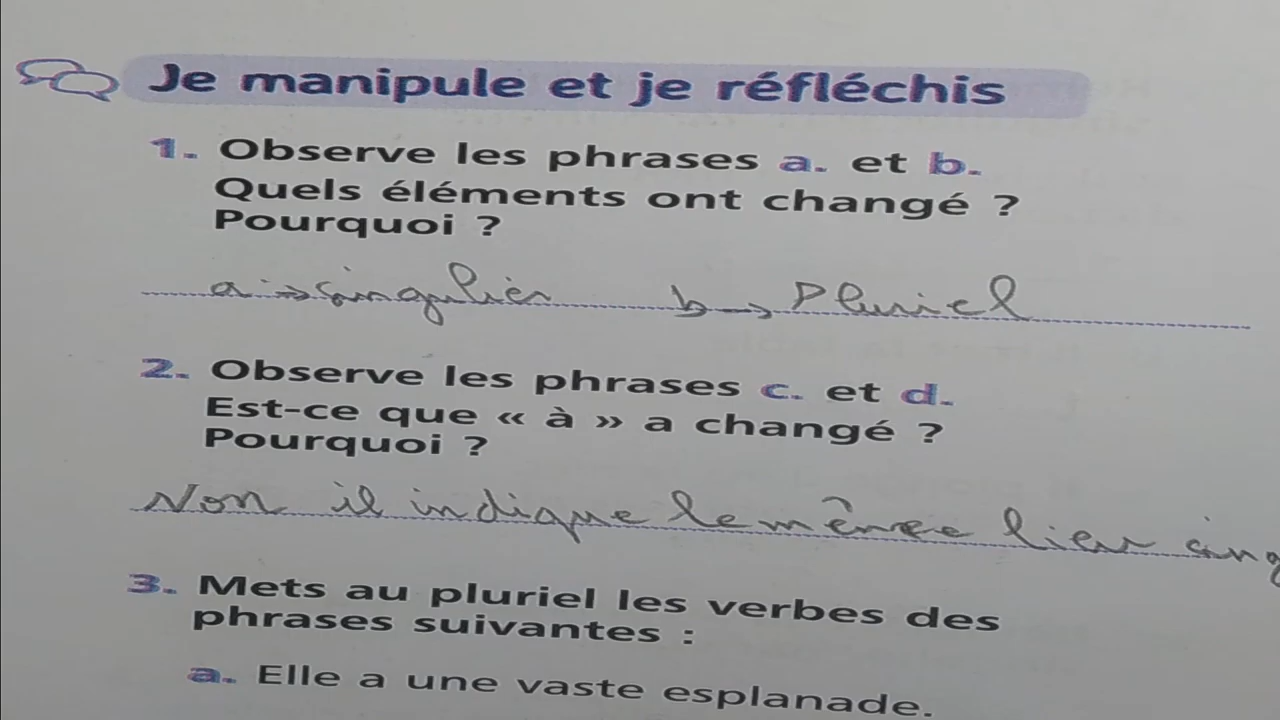 Je manipule et je réfléchis
1. Observe les phrases a. et b.
Quels éléments ont changé ?
Pourquoi ?
a → singulier b → Pluriel
2. Observe les phrases c. et d.
Est-ce que « à » a changé ?
Pourquoi ?
Non il indique le même lieu sing
3. Mets au pluriel les verbes des
phrases suivantes :
a. Elle a une vaste esplanade.